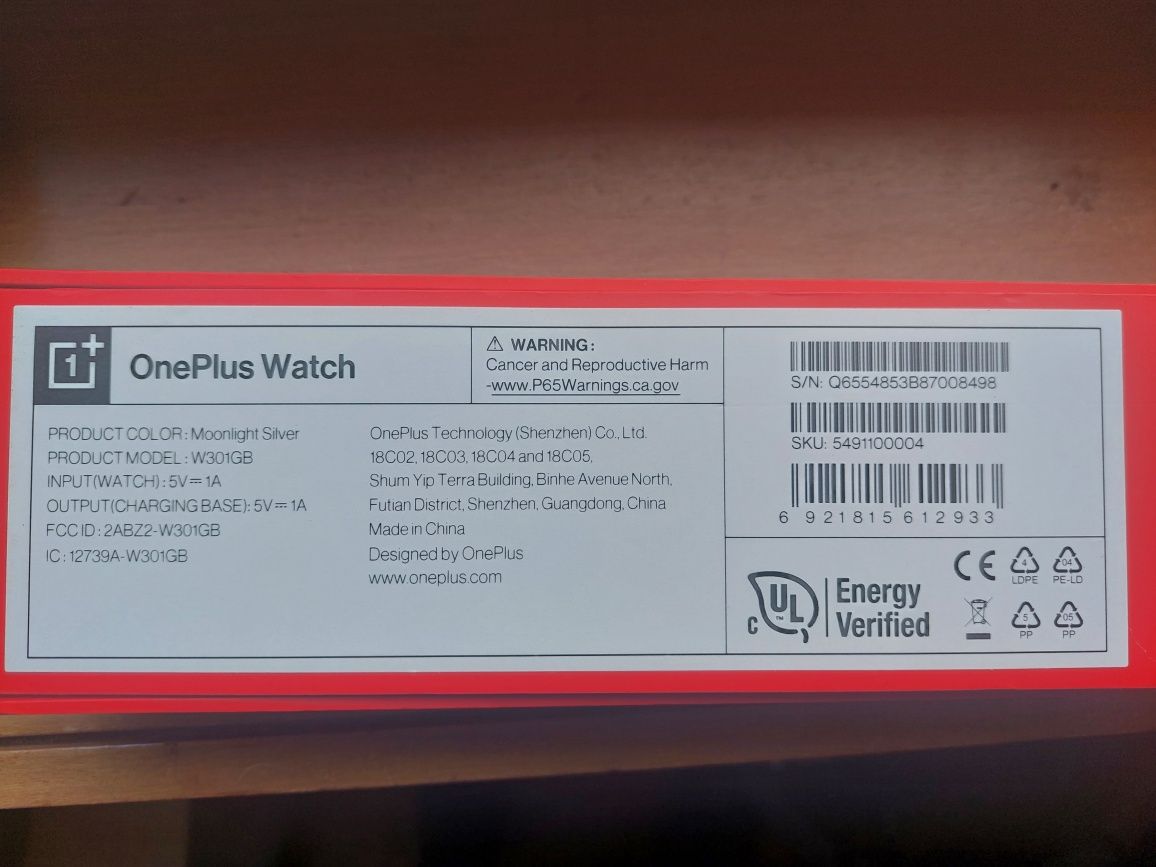 1+
OnePlus Watch
⚠ WARNING:
Cancer and Reproductive Harm
-www.P65Warnings.ca.gov
PRODUCT COLOR: Moonlight Silver
PRODUCT MODEL: W301GB
INPUT(WATCH): 5V⎓1A
OUTPUT(CHARGING BASE): 5V⎓1A
FCC ID: 2ABZ2-W301GB
IC: 12739A-W301GB
OnePlus Technology (Shenzhen) Co., Ltd.
18C02, 18C03, 18C04 and 18C05,
Shum Yip Terra Building, Binhe Avenue North,
Futian District, Shenzhen, Guangdong, China
Made in China
Designed by OnePlus
www.oneplus.com
S/N: Q6554853B87008498
SKU: 5491100004
6 921815 612933
C UL ™ Energy
Verified
CE
4
LDPE
04
PE-LD
5
PP
05
PP